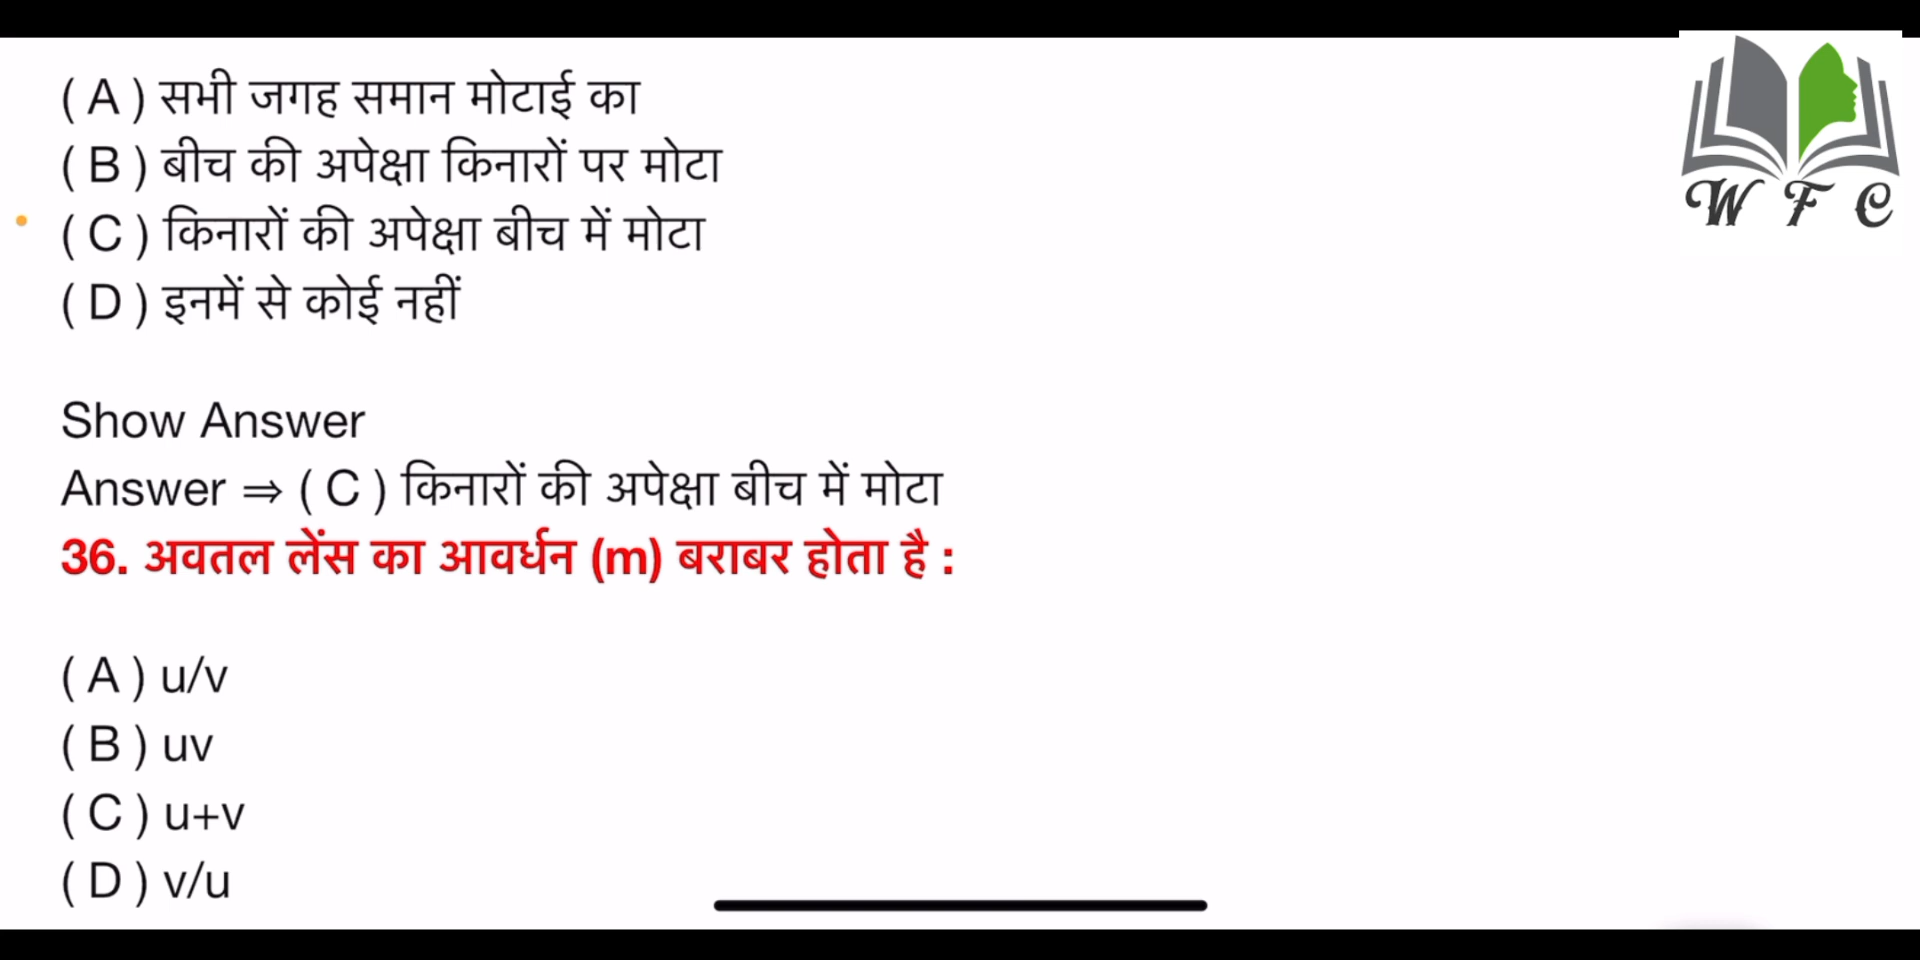 ( A ) सभी जगह समान मोटाई का
( B ) बीच की अपेक्षा किनारों पर मोटा
( C ) किनारों की अपेक्षा बीच में मोटा
( D ) इनमें से कोई नहीं
Show Answer
Answer ⇒ ( C ) किनारों की अपेक्षा बीच में मोटा
36. अवतल लेंस का आवर्धन (m) बराबर होता है :
( A ) u/v
( B ) uv
( C ) u+v
( D ) v/u
W F C